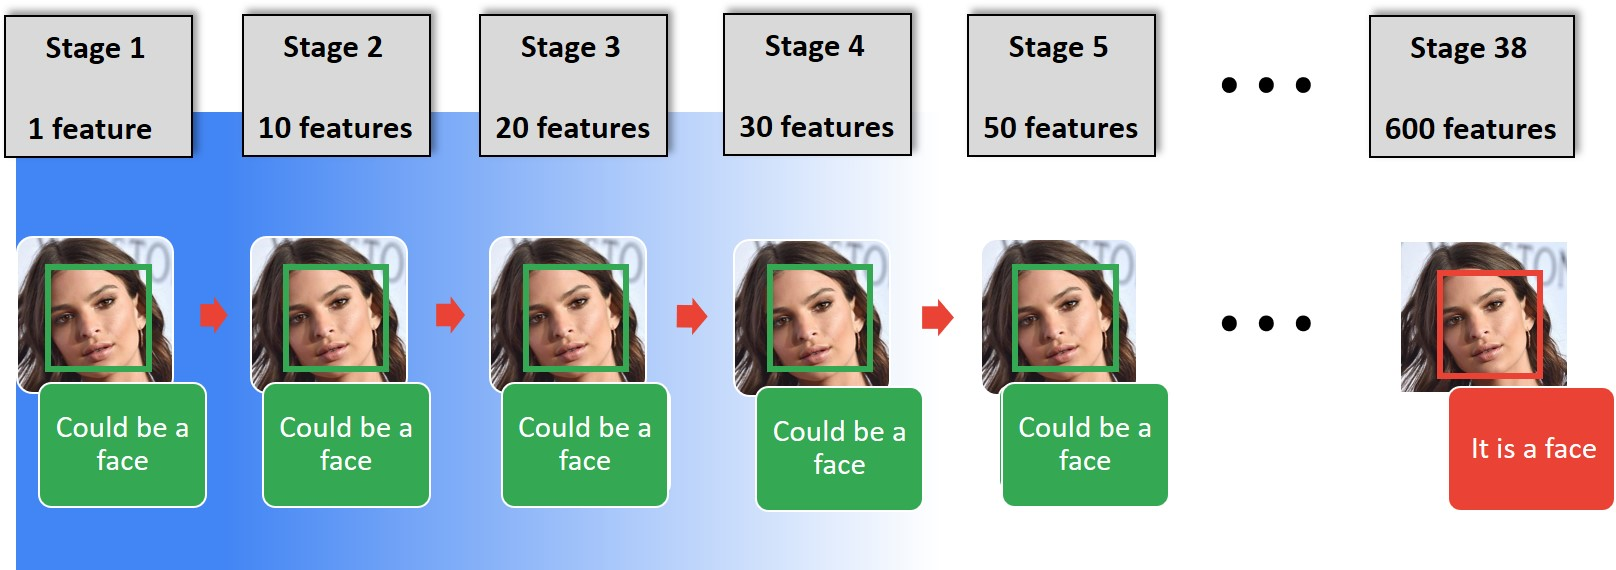 Stage 1
1 feature
Stage 2
10 features
Stage 3
20 features
Stage 4
30 features
Stage 5
50 features
Stage 38
600 features
Could be a
face
Could be a
face
Could be a
face
Could be a
face
Could be a
face
It is a face